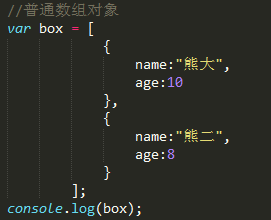 //普通数组对象
var box = [
{
name:"熊大",
age:10
},
{
name:"熊二",
age:8
}
];
console.log(box);